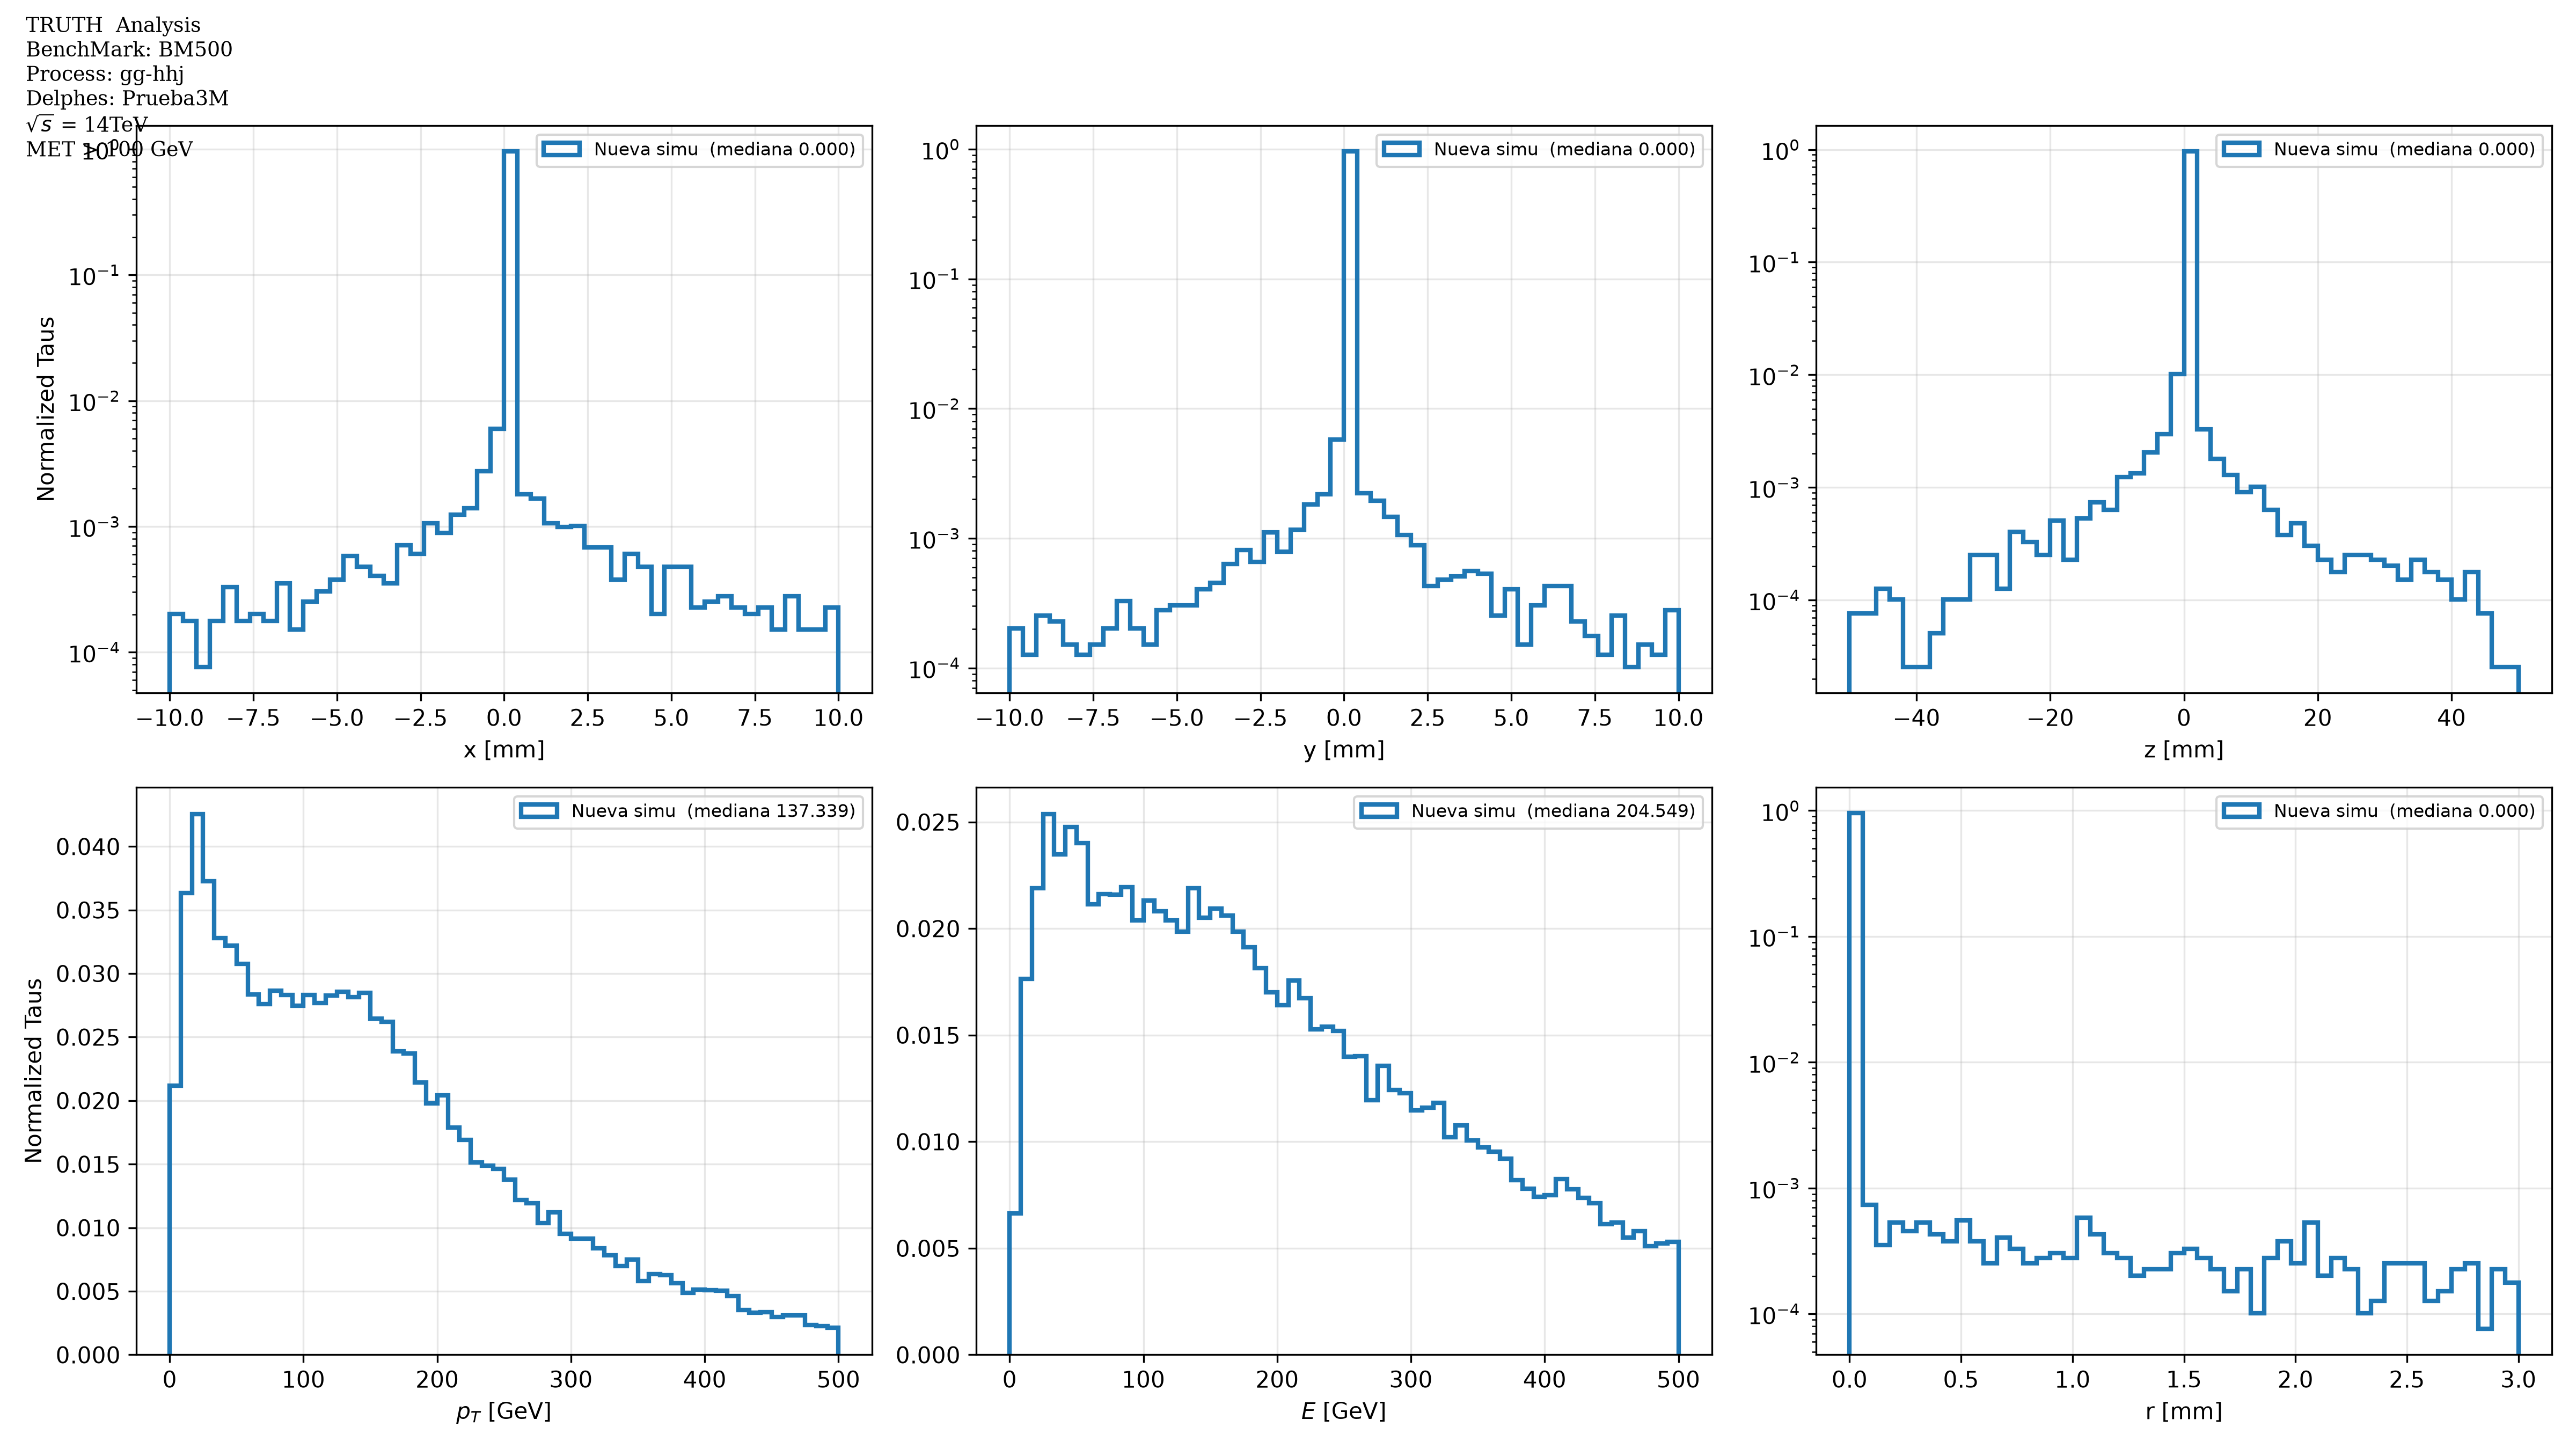 TRUTH  Analysis
BenchMark: BM500
Process: gg-hhj
Delphes: Prueba3M
√s = 14TeV
MET > 100 GeV
Normalized Taus
10⁰
10⁻¹
10⁻²
10⁻³
10⁻⁴
Nueva simu  (mediana 0.000)
−10.0 −7.5 −5.0 −2.5 0.0 2.5 5.0 7.5 10.0
x [mm]
10⁰
10⁻¹
10⁻²
10⁻³
10⁻⁴
Nueva simu  (mediana 0.000)
−10.0 −7.5 −5.0 −2.5 0.0 2.5 5.0 7.5 10.0
y [mm]
10⁰
10⁻¹
10⁻²
10⁻³
10⁻⁴
Nueva simu  (mediana 0.000)
−40 −20 0 20 40
z [mm]
Normalized Taus
0.040
0.035
0.030
0.025
0.020
0.015
0.010
0.005
0.000
Nueva simu  (mediana 137.339)
0 100 200 300 400 500
p_T [GeV]
0.025
0.020
0.015
0.010
0.005
0.000
Nueva simu  (mediana 204.549)
0 100 200 300 400 500
E [GeV]
10⁰
10⁻¹
10⁻²
10⁻³
10⁻⁴
Nueva simu  (mediana 0.000)
0.0 0.5 1.0 1.5 2.0 2.5 3.0
r [mm]